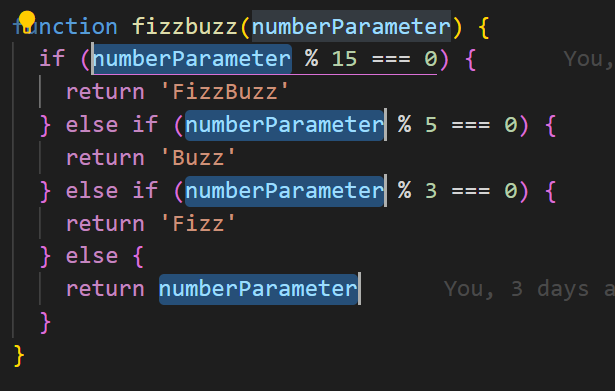 function fizzbuzz(numberParameter) {
if (numberParameter % 15 === 0) { You,
return 'FizzBuzz'
} else if (numberParameter % 5 === 0) {
return 'Buzz'
} else if (numberParameter % 3 === 0) {
return 'Fizz'
} else {
return numberParameter You, 3 days a
}
}